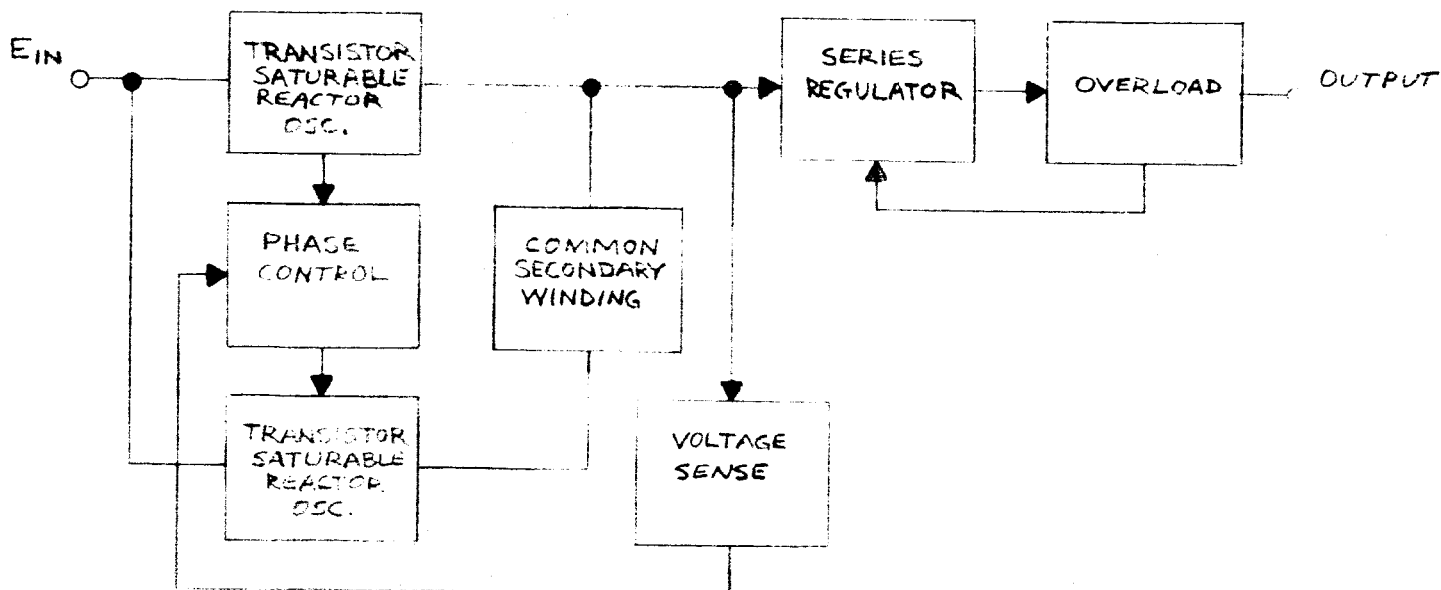 EIN
TRANSISTOR
SATURABLE
REACTOR
OSC.
SERIES
REGULATOR
OVERLOAD
OUTPUT
PHASE
CONTROL
COMMON
SECONDARY
WINDING
TRANSISTOR
SATURABLE
REACTOR
OSC.
VOLTAGE
SENSE